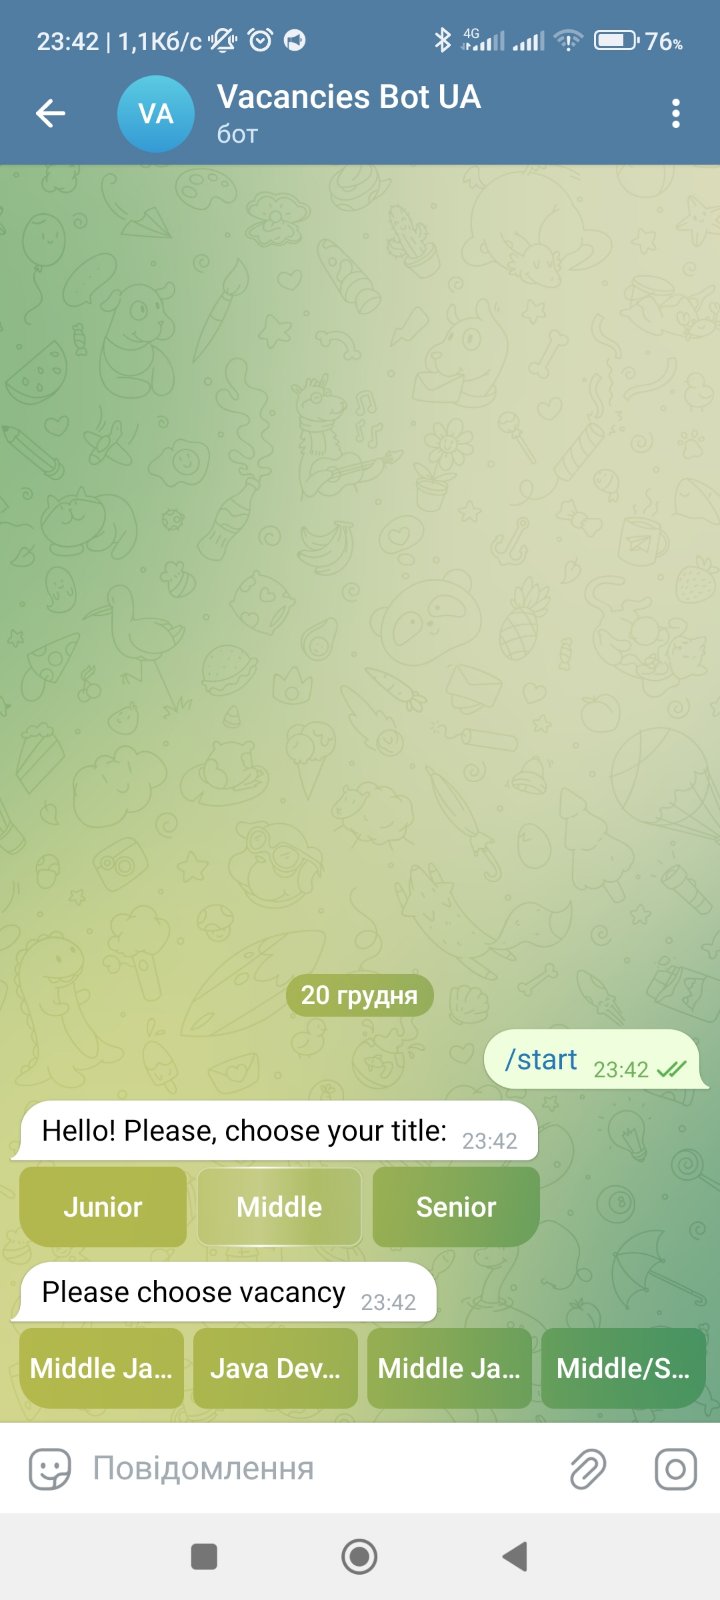 23:42 | 1,1Кб/с 4G 76%
VA
Vacancies Bot UA
бот
20 грудня
/start 23:42
Hello! Please, choose your title: 23:42
Junior Middle Senior
Please choose vacancy 23:42
Middle Ja... Java Dev... Middle Ja... Middle/S...
Повідомлення